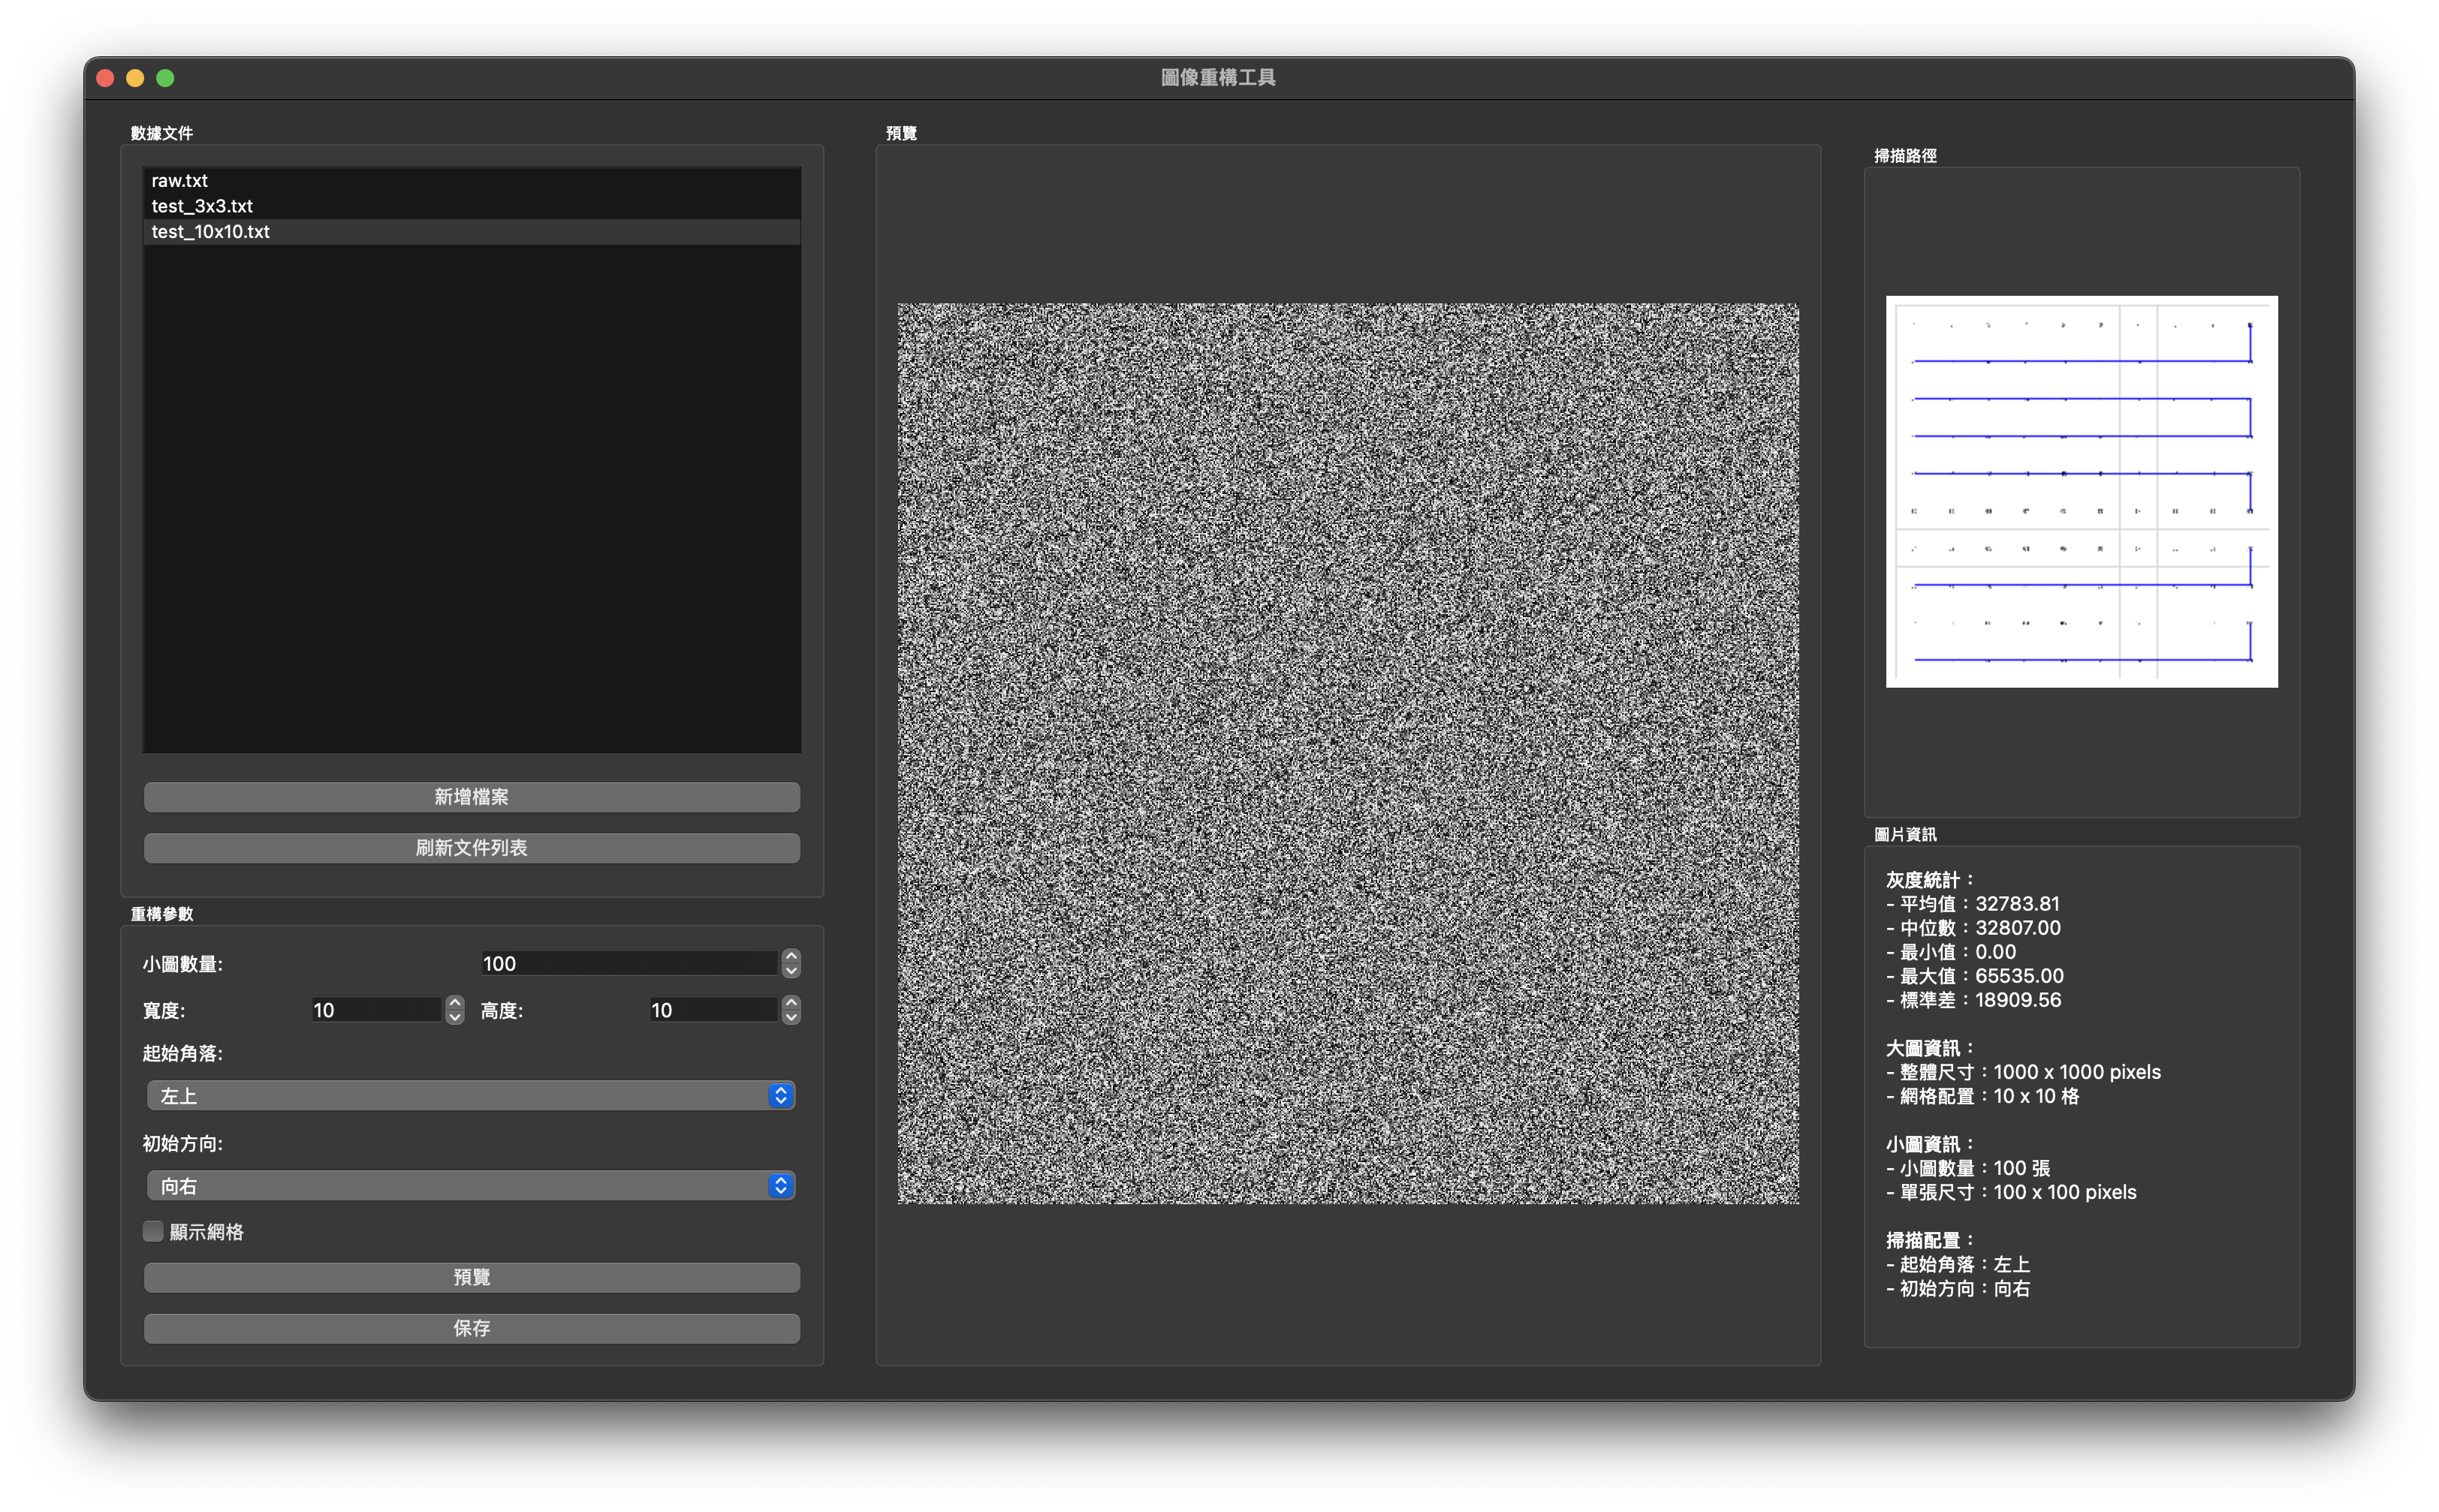 圖像重構工具
數據文件
raw.txt
test_3x3.txt
test_10x10.txt
新增檔案
刷新文件列表
重構參數
小圖數量:
100
寬度:
10
高度:
10
起始角落:
左上
初始方向:
向右
顯示網格
預覽
保存
預覽
掃描路徑
圖片資訊
灰度統計：
- 平均值：32783.81
- 中位數：32807.00
- 最小值：0.00
- 最大值：65535.00
- 標準差：18909.56
大圖資訊：
- 整體尺寸：1000 x 1000 pixels
- 網格配置：10 x 10 格
小圖資訊：
- 小圖數量：100 張
- 單張尺寸：100 x 100 pixels
掃描配置：
- 起始角落：左上
- 初始方向：向右